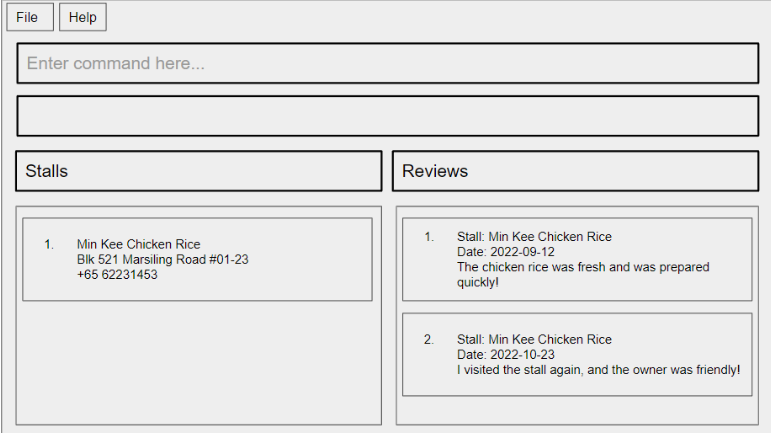 File
Help
Enter command here...
Stalls
Reviews
1.
Min Kee Chicken Rice
Blk 521 Marsiling Road #01-23
+65 62231453
1.
Stall: Min Kee Chicken Rice
Date: 2022-09-12
The chicken rice was fresh and was prepared
quickly!
2.
Stall: Min Kee Chicken Rice
Date: 2022-10-23
I visited the stall again, and the owner was friendly!